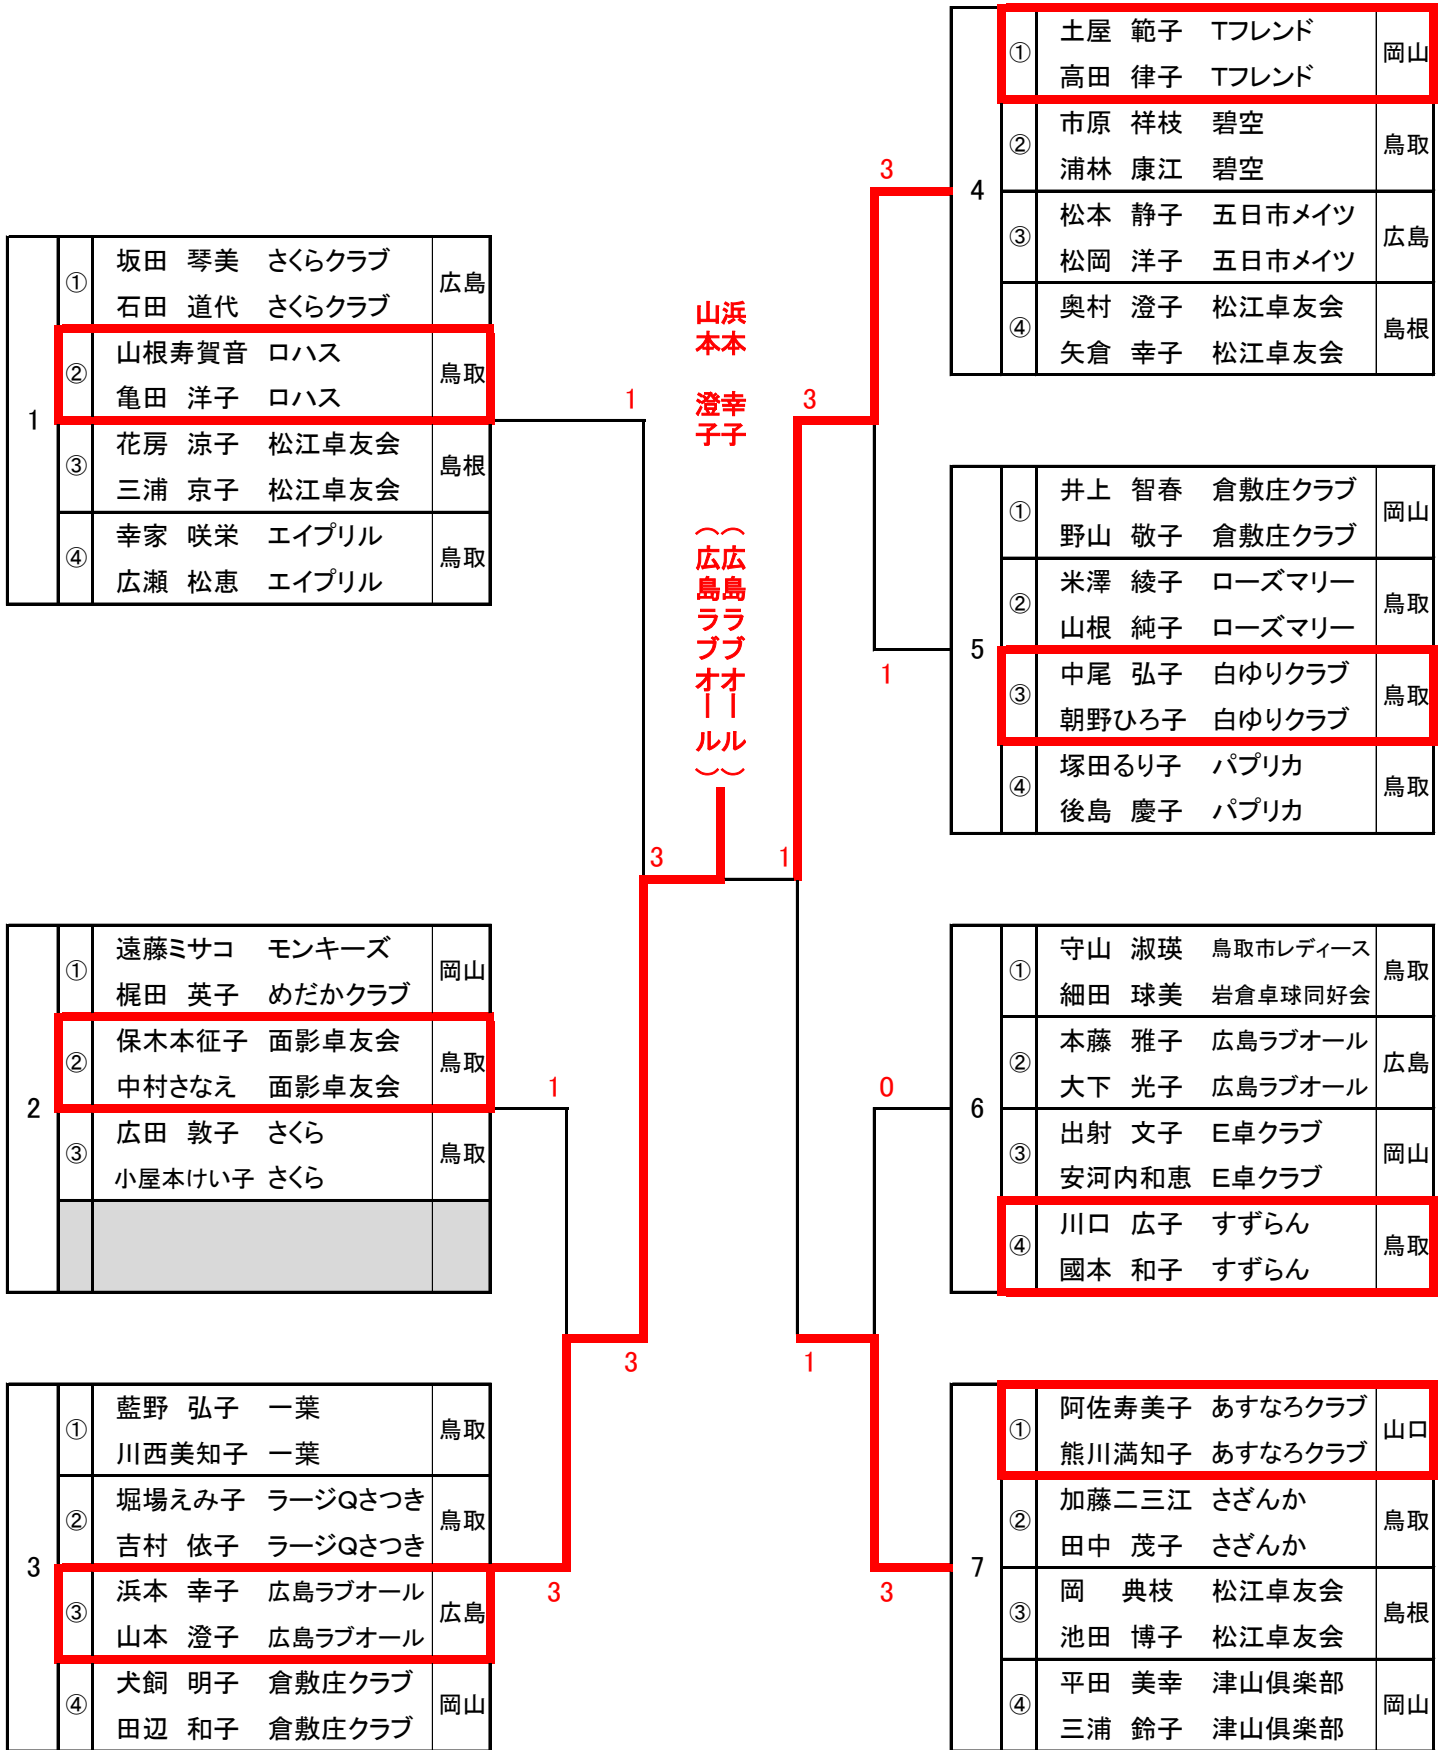 1
① 坂田 琴美 さくらクラブ 広島
石田 道代 さくらクラブ
② 山根寿賀音 ロハス 鳥取
亀田 洋子 ロハス
③ 花房 涼子 松江卓友会 島根
三浦 京子 松江卓友会
④ 幸家 咲栄 エイプリル 鳥取
広瀬 松恵 エイプリル
1
2
① 遠藤ミサコ モンキーズ 岡山
梶田 英子 めだかクラブ
② 保木本征子 面影卓友会 鳥取
中村さなえ 面影卓友会
③ 広田 敦子 さくら 鳥取
小屋本けい子 さくら
1
3
① 藍野 弘子 一葉 鳥取
川西美知子 一葉
② 堀場えみ子 ラージQさつき 鳥取
吉村 依子 ラージQさつき
③ 浜本 幸子 広島ラブオール 広島
山本 澄子 広島ラブオール
④ 犬飼 明子 倉敷庄クラブ 岡山
田辺 和子 倉敷庄クラブ
3
3
3
浜本 幸子 (広島ラブオール)
山本 澄子 (広島ラブオール)
1
4
① 土屋 範子 Tフレンド 岡山
高田 律子 Tフレンド
② 市原 祥枝 碧空 鳥取
浦林 康江 碧空
③ 松本 静子 五日市メイツ 広島
松岡 洋子 五日市メイツ
④ 奥村 澄子 松江卓友会 島根
矢倉 幸子 松江卓友会
3
3
5
① 井上 智春 倉敷庄クラブ 岡山
野山 敬子 倉敷庄クラブ
② 米澤 綾子 ローズマリー 鳥取
山根 純子 ローズマリー
③ 中尾 弘子 白ゆりクラブ 鳥取
朝野ひろ子 白ゆりクラブ
④ 塚田るり子 パプリカ 鳥取
後島 慶子 パプリカ
1
6
① 守山 淑瑛 鳥取市レディース 鳥取
細田 球美 岩倉卓球同好会
② 本藤 雅子 広島ラブオール 広島
大下 光子 広島ラブオール
③ 出射 文子 E卓クラブ 岡山
安河内和恵 E卓クラブ
④ 川口 広子 すずらん 鳥取
國本 和子 すずらん
0
1
7
① 阿佐寿美子 あすなろクラブ 山口
熊川満知子 あすなろクラブ
② 加藤二三江 さざんか 鳥取
田中 茂子 さざんか
③ 岡 典枝 松江卓友会 島根
池田 博子 松江卓友会
④ 平田 美幸 津山倶楽部 岡山
三浦 鈴子 津山倶楽部
3